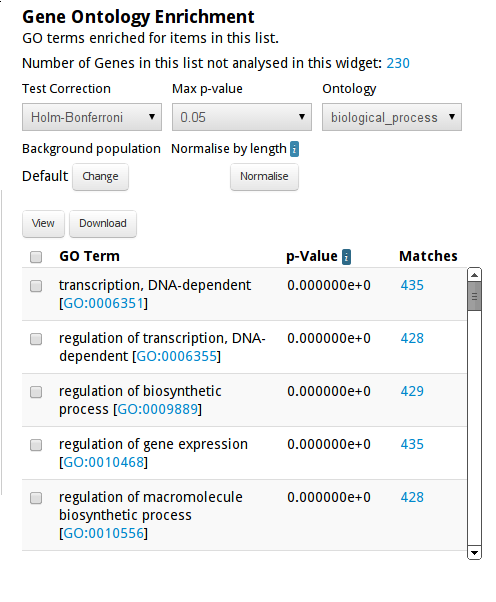 Gene Ontology Enrichment
GO terms enriched for items in this list.
Number of Genes in this list not analysed in this widget: 230
Test Correction Max p-value Ontology
Holm-Bonferroni 0.05 biological_process
Background population Normalise by length i
Default Change Normalise
View Download
GO Term p-Value i Matches
transcription, DNA-dependent 0.000000e+0 435
[GO:0006351]
regulation of transcription, DNA- 0.000000e+0 428
dependent [GO:0006355]
regulation of biosynthetic 0.000000e+0 429
process [GO:0009889]
regulation of gene expression 0.000000e+0 435
[GO:0010468]
regulation of macromolecule 0.000000e+0 428
biosynthetic process
[GO:0010556]